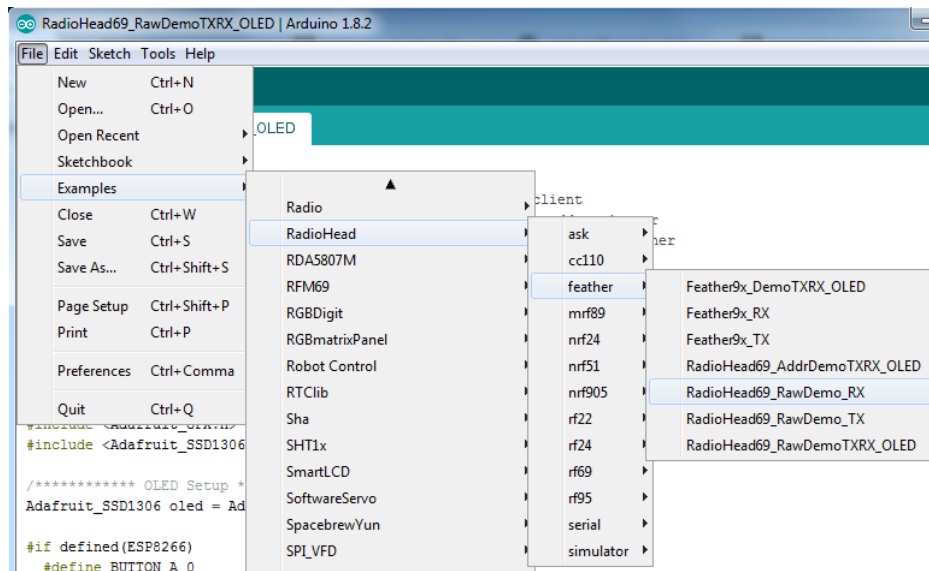 RadioHead69_RawDemoTXRX_OLED | Arduino 1.8.2
File Edit Sketch Tools Help
New Ctrl+N
Open... Ctrl+O
Open Recent
Sketchbook
Examples
Close Ctrl+W
Save Ctrl+S
Save As... Ctrl+Shift+S
Page Setup Ctrl+Shift+P
Print Ctrl+P
Preferences Ctrl+Comma
Quit Ctrl+Q
_OLED
client
her
Radio
RadioHead
RDA5807M
RFM69
RGBDigit
RGBmatrixPanel
Robot Control
RTClib
Sha
SHT1x
SmartLCD
SoftwareServo
SpacebrewYun
SPI_VFD
ask
cc110
feather
mrf89
nrf24
nrf51
nrf905
rf22
rf24
rf69
rf95
serial
simulator
Feather9x_DemoTXRX_OLED
Feather9x_RX
Feather9x_TX
RadioHead69_AddrDemoTXRX_OLED
RadioHead69_RawDemo_RX
RadioHead69_RawDemo_TX
RadioHead69_RawDemoTXRX_OLED
#include <Adafruit_GFX.h>
#include <Adafruit_SSD1306
/************ OLED Setup *
Adafruit_SSD1306 oled = Ad
#if defined(ESP8266)
#define BUTTON_A 0